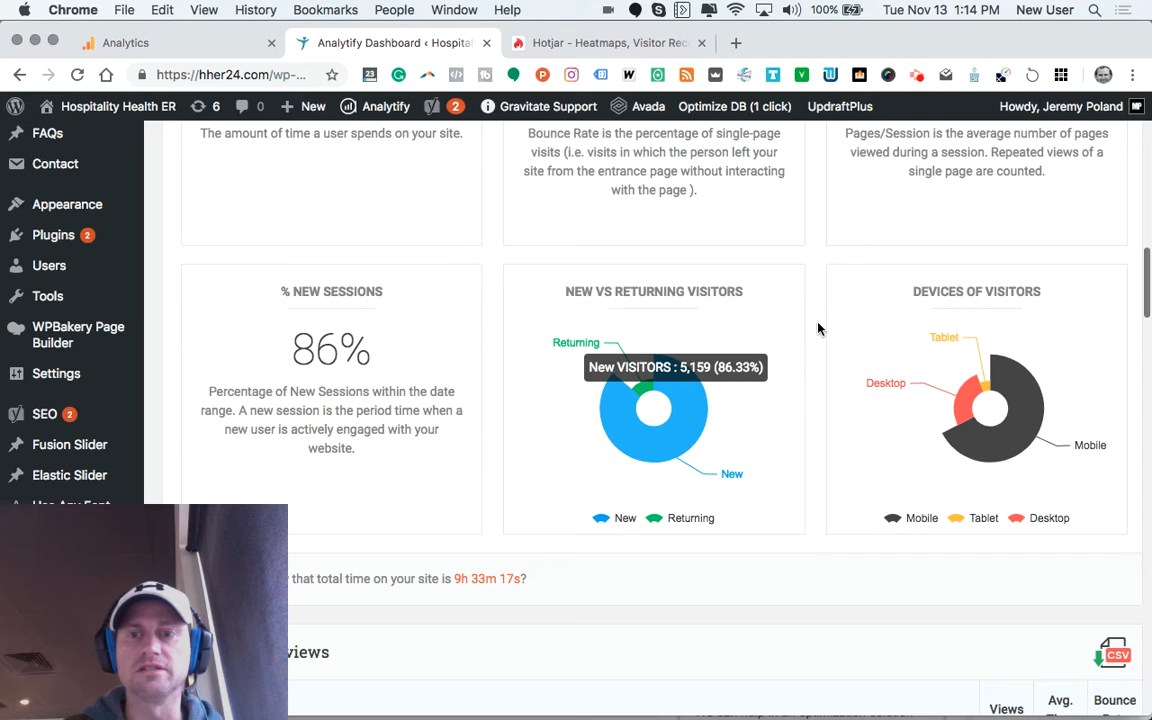 Chrome File Edit View History Bookmarks People Window Help 100% Tue Nov 13 1:14 PM New User
Analytics
Analytify Dashboard ‹ Hospital
Hotjar - Heatmaps, Visitor Rec
https://hher24.com/wp-
Hospitality Health ER 6 New Analytify 2 Gravitate Support Avada Optimize DB (1 click) UpdraftPlus Howdy, Jeremy Poland
FAQs
Contact
Appearance
Plugins 2
Users
Tools
WPBakery Page
Builder
Settings
SEO 2
Fusion Slider
Elastic Slider
The amount of time a user spends on your site.
Bounce Rate is the percentage of single-page
visits (i.e. visits in which the person left your
site from the entrance page without interacting
with the page ).
Pages/Session is the average number of pages
viewed during a session. Repeated views of a
single page are counted.
% NEW SESSIONS
86%
Percentage of New Sessions within the date
range. A new session is the period time when a
new user is actively engaged with your
website.
NEW VS RETURNING VISITORS
Returning
New VISITORS : 5,159 (86.33%)
New
New Returning
DEVICES OF VISITORS
Tablet
Desktop
Mobile
Mobile Tablet Desktop
that total time on your site is 9h 33m 17s?
views
CSV
Views
Avg.
Bounce